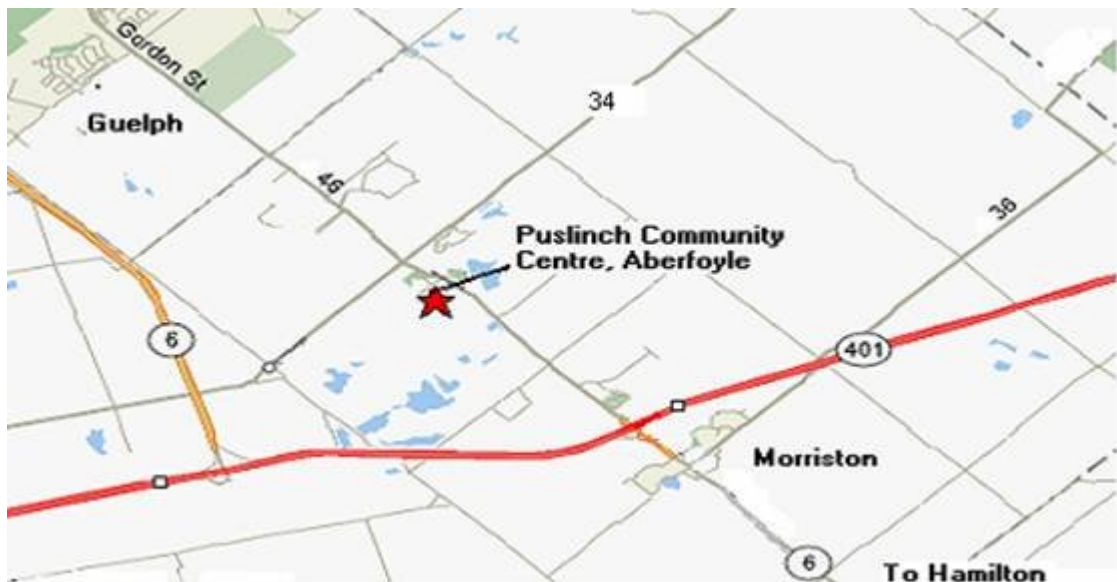 Gordon St
34
Guelph
46
36
Puslinch Community
Centre, Aberfoyle
6
401
Morriston
6
To Hamilton